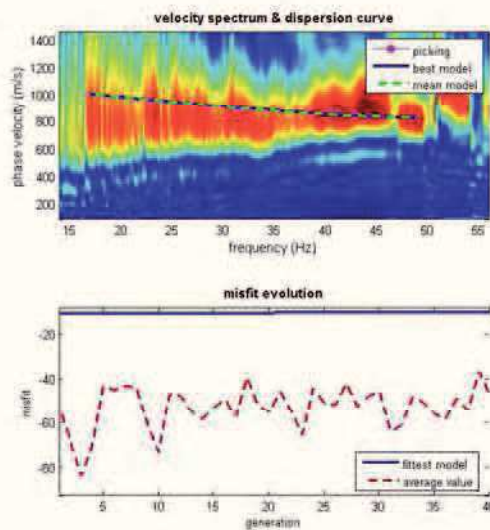 velocity spectrum & dispersion curve
1400
1200
1000
800
600
400
200
phase velocity (m/s)
picking
best model
mean model
15 20 25 30 35 40 45 50 55
frequency (Hz)
misfit evolution
-20
-40
-60
-80
misfit
fittest model
average value
5 10 15 20 25 30 35 40
generation